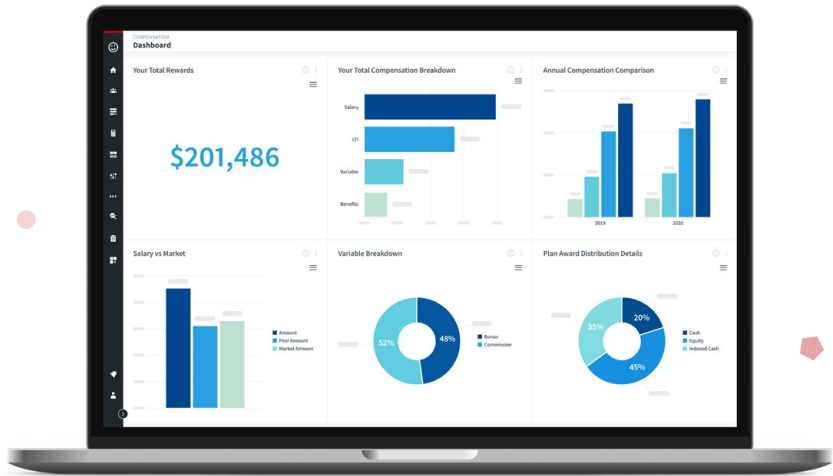 COMPENSATION
Dashboard
Your Total Rewards
$201,486
Your Total Compensation Breakdown
Salary
LTI
Variable
Benefits
Annual Compensation Comparison
2019
2020
Salary vs Market
Amount
Peer Amount
Market Amount
Variable Breakdown
52%
48%
Bonus
Commission
Plan Award Distribution Details
20%
35%
45%
Cash
Equity
Indexed Cash